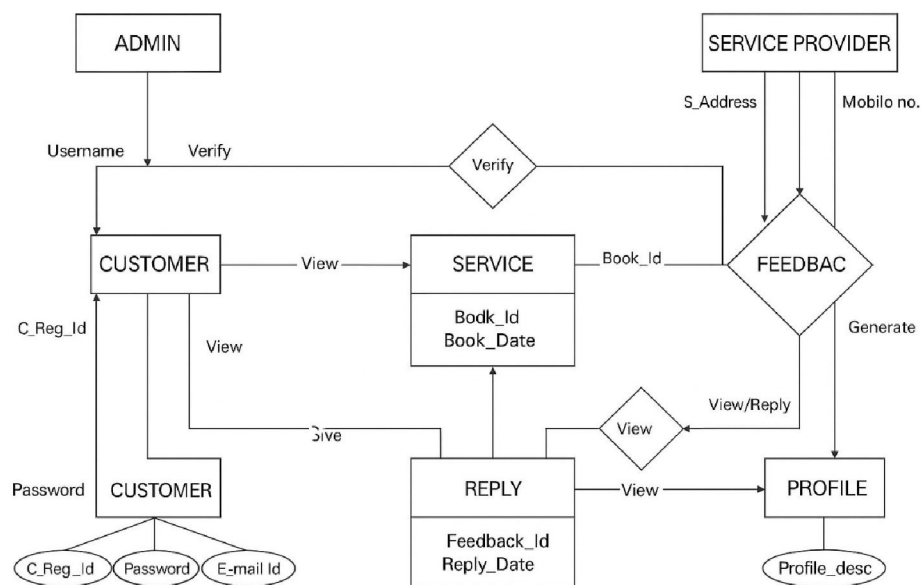 ADMIN
SERVICE PROVIDER
S_Address
Mobilo no.
Username
Verify
Verify
CUSTOMER
View
SERVICE
Book_Id
FEEDBAC
Bodk_Id
Book_Date
C_Reg_Id
View
Generate
View/Reply
View
Sive
Password
CUSTOMER
REPLY
View
PROFILE
Feedback_Id
Reply_Date
C_Reg_Id
Password
E-mail Id
Profile_desc